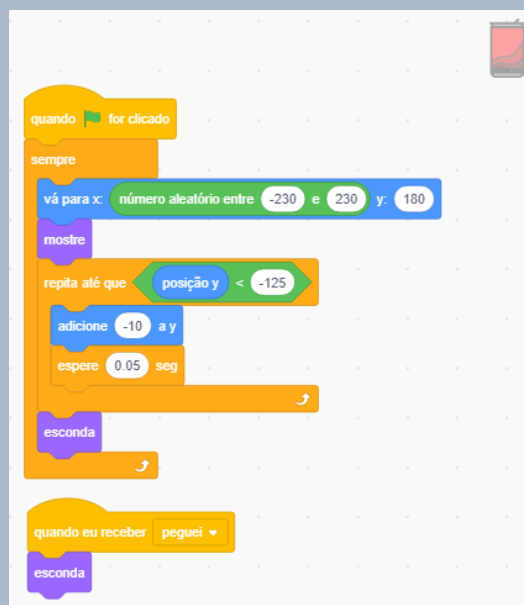 quando for clicado
sempre
vá para x: número aleatório entre -230 e 230 y: 180
mostre
repita até que posição y < -125
adicione -10 a y
espere 0.05 seg
esconda
quando eu receber peguei
esconda